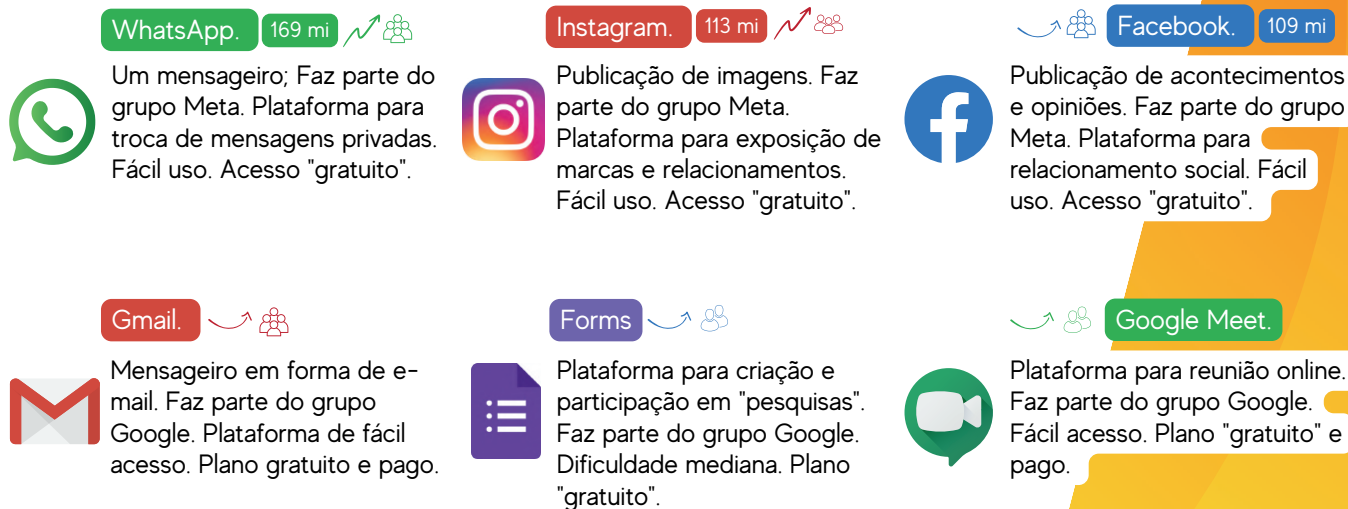 WhatsApp. 169 mi
Um mensageiro; Faz parte do
grupo Meta. Plataforma para
troca de mensagens privadas.
Fácil uso. Acesso "gratuito".
Instagram. 113 mi
Publicação de imagens. Faz
parte do grupo Meta.
Plataforma para exposição de
marcas e relacionamentos.
Fácil uso. Acesso "gratuito".
Facebook. 109 mi
Publicação de acontecimentos
e opiniões. Faz parte do grupo
Meta. Plataforma para
relacionamento social. Fácil
uso. Acesso "gratuito".
Gmail.
Mensageiro em forma de e-
mail. Faz parte do grupo
Google. Plataforma de fácil
acesso. Plano gratuito e pago.
Forms
Plataforma para criação e
participação em "pesquisas".
Faz parte do grupo Google.
Dificuldade mediana. Plano
"gratuito".
Google Meet.
Plataforma para reunião online.
Faz parte do grupo Google.
Fácil acesso. Plano "gratuito" e
pago.